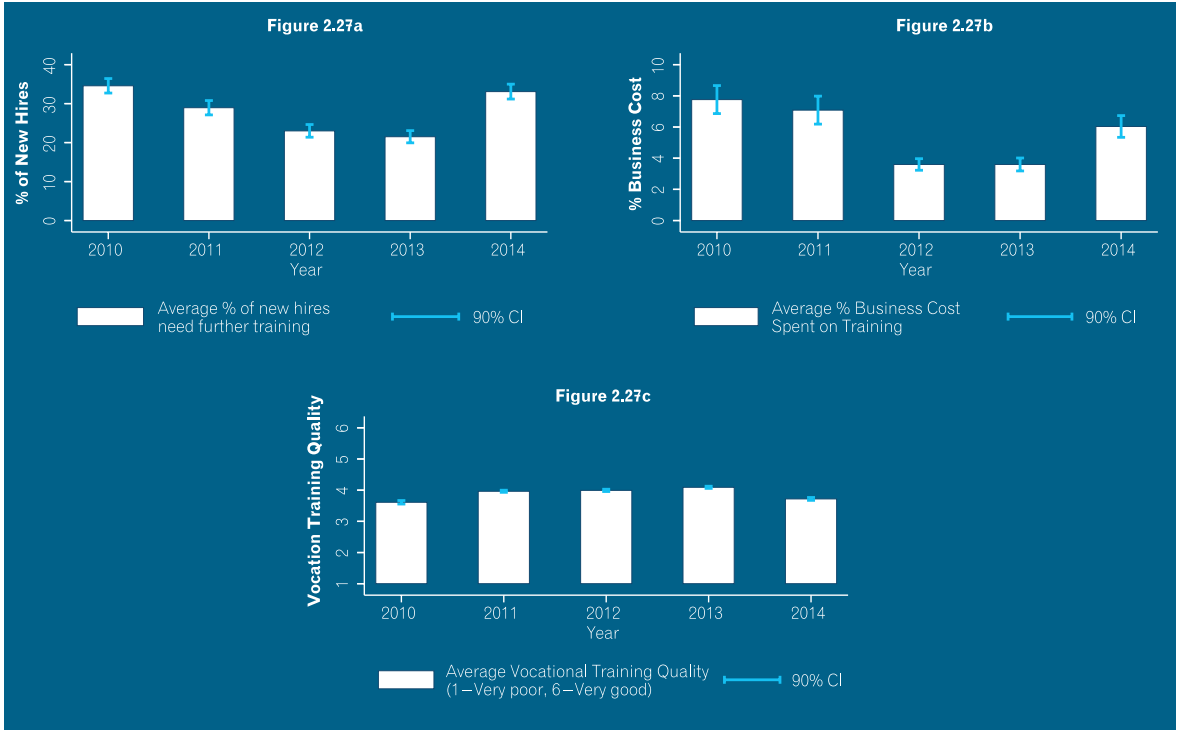 Figure 2.27a
% of New Hires
40
30
20
10
0
2010 2011 2012 2013 2014
Year
Average % of new hires
need further training
90% CI
Figure 2.27b
% Business Cost
10
8
6
4
2
0
2010 2011 2012 2013 2014
Year
Average % Business Cost
Spent on Training
90% CI
Figure 2.27c
Vocation Training Quality
6
5
4
3
2
1
2010 2011 2012 2013 2014
Year
Average Vocational Training Quality
(1—Very poor, 6—Very good)
90% CI